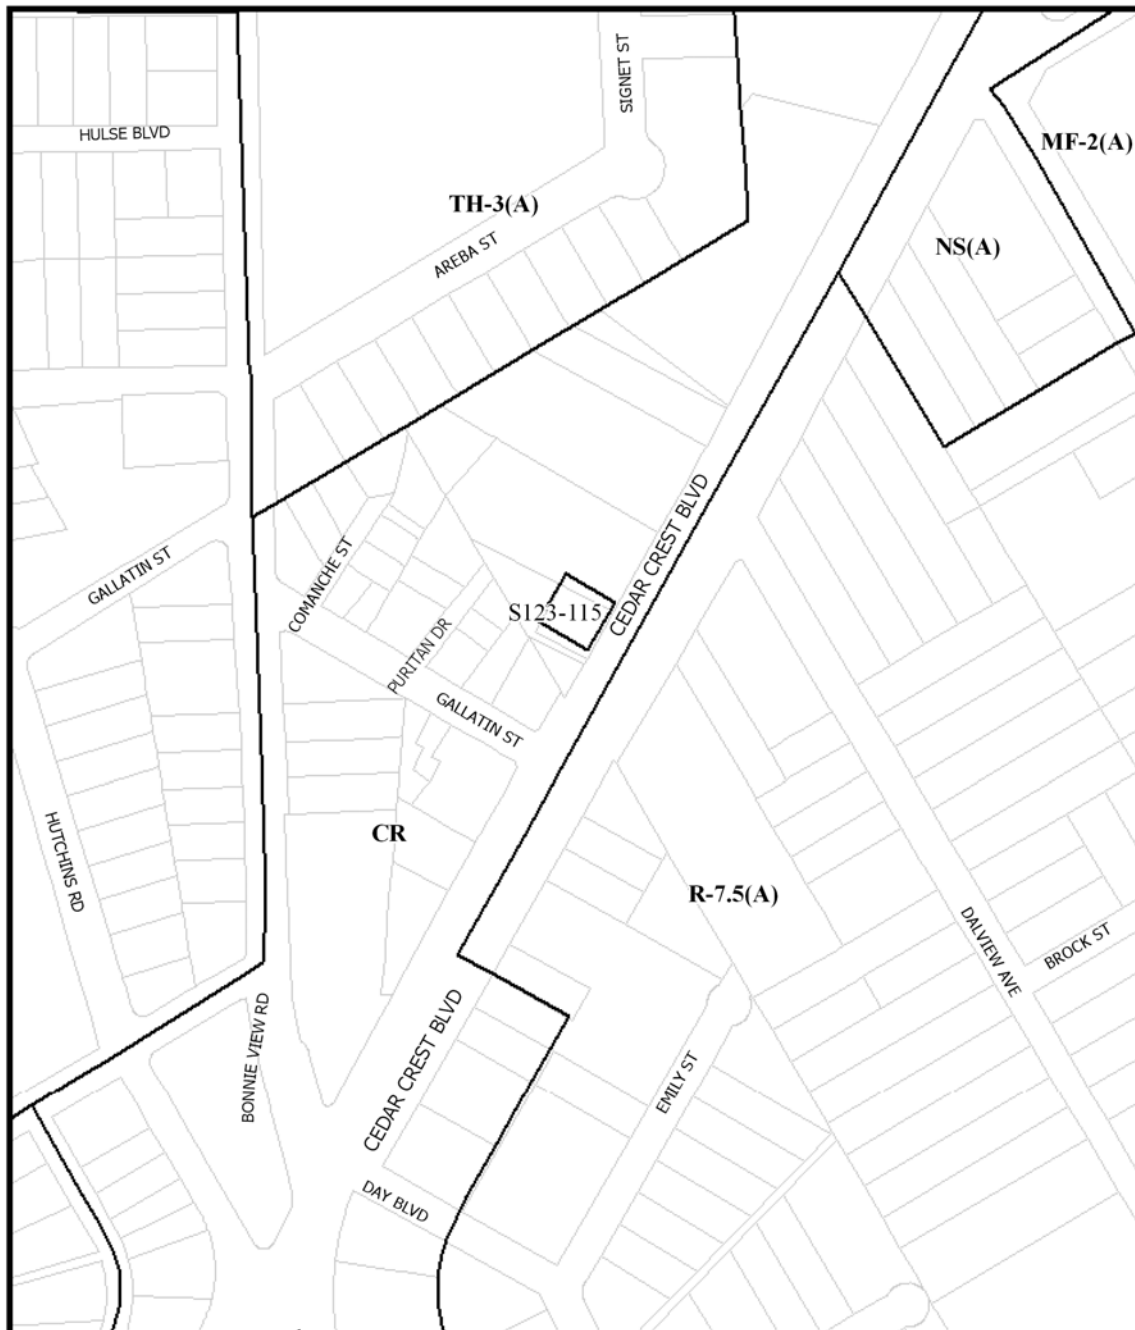 SIGNET ST
HULSE BLVD
MF-2(A)
TH-3(A)
NS(A)
AREBA ST
CEDAR CREST BLVD
GALLATIN ST
COMANCHE ST
S123-115
PURITAN DR
GALLATIN ST
CR
HUTCHINS RD
R-7.5(A)
DALVIEW AVE
BROCK ST
BONNIE VIEW RD
CEDAR CREST BLVD
EMILY ST
DAY BLVD